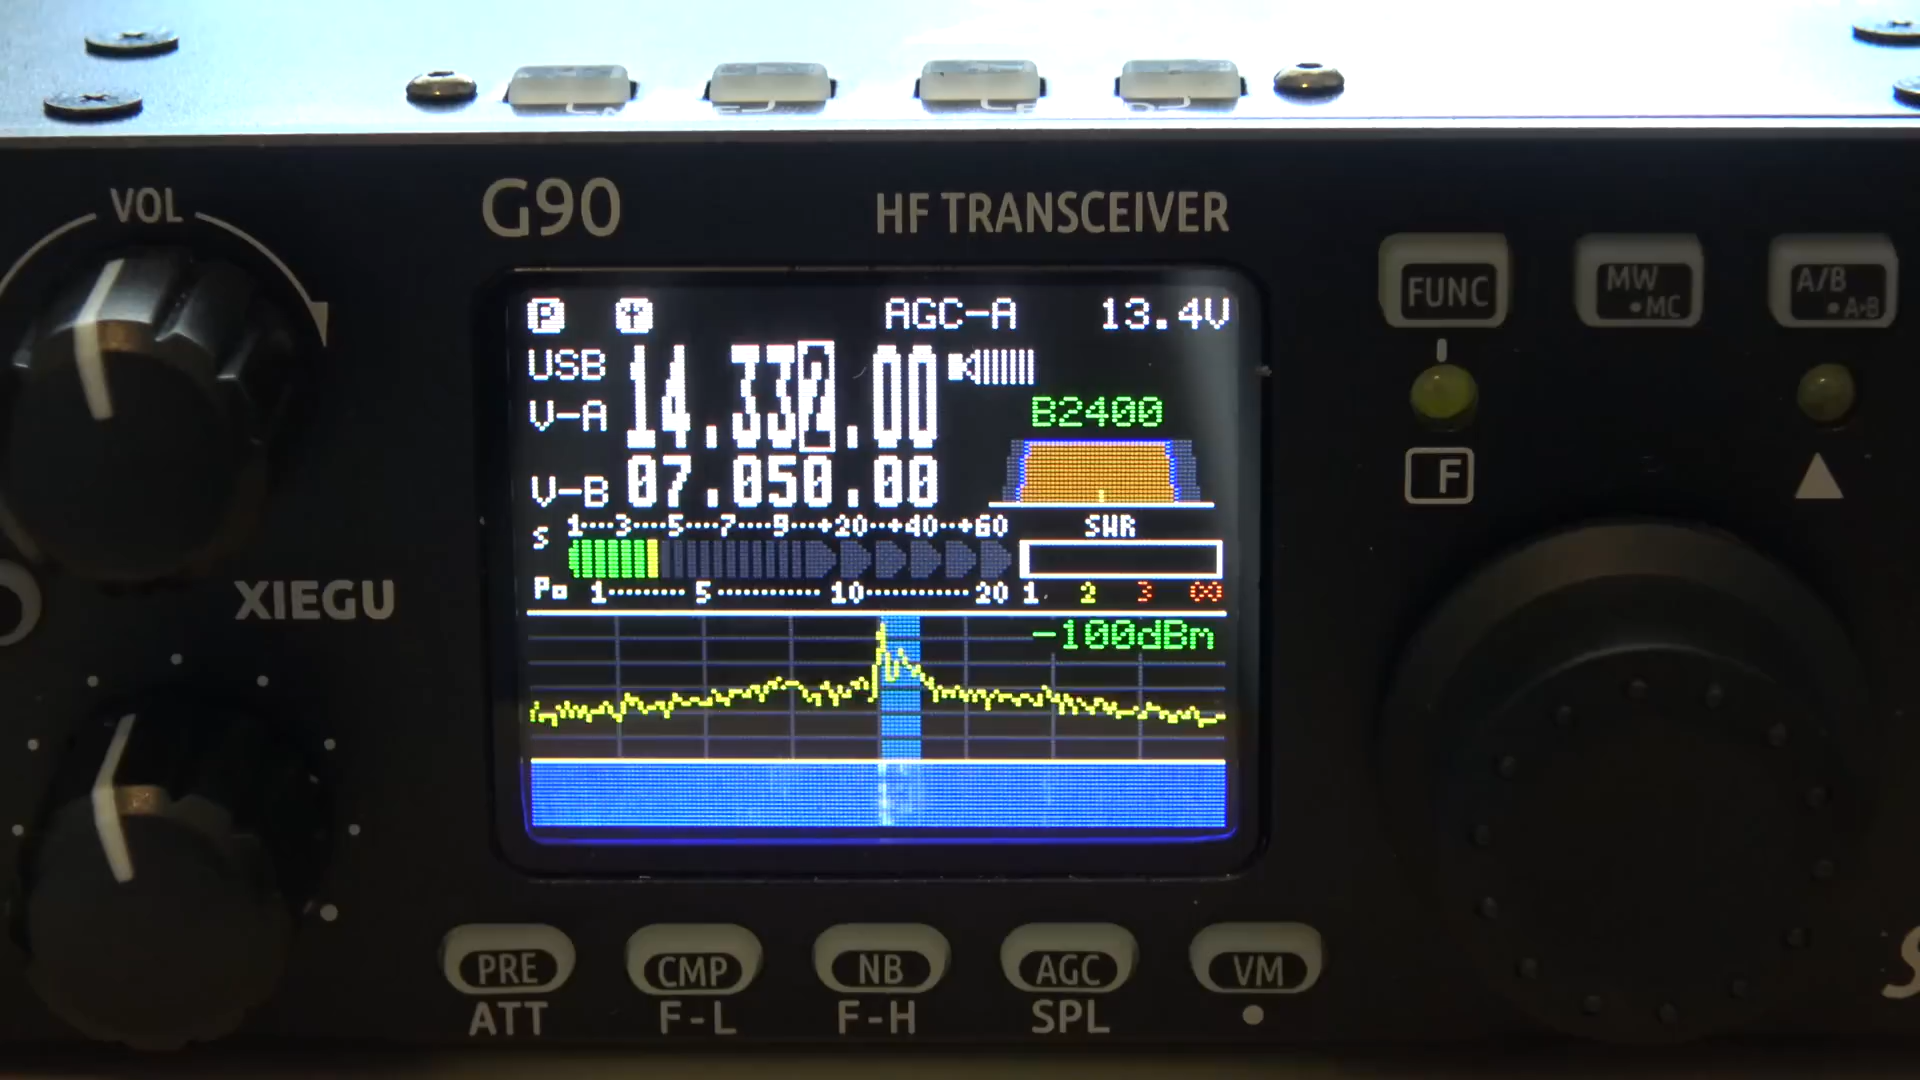 VOL
G90
HF TRANSCEIVER
FUNC
MW
MC
A/B
A▸B
P
AGC-A
13.4V
USB
14.332.00
V-A
B2400
V-B
07.050.00
S
1 3 5 7 9 +20 +40 +60
SWR
Po
1 5 10 20
1 2 3 ∞
-100dBm
F
XIEGU
PRE
CMP
NB
AGC
VM
ATT
F-L
F-H
SPL